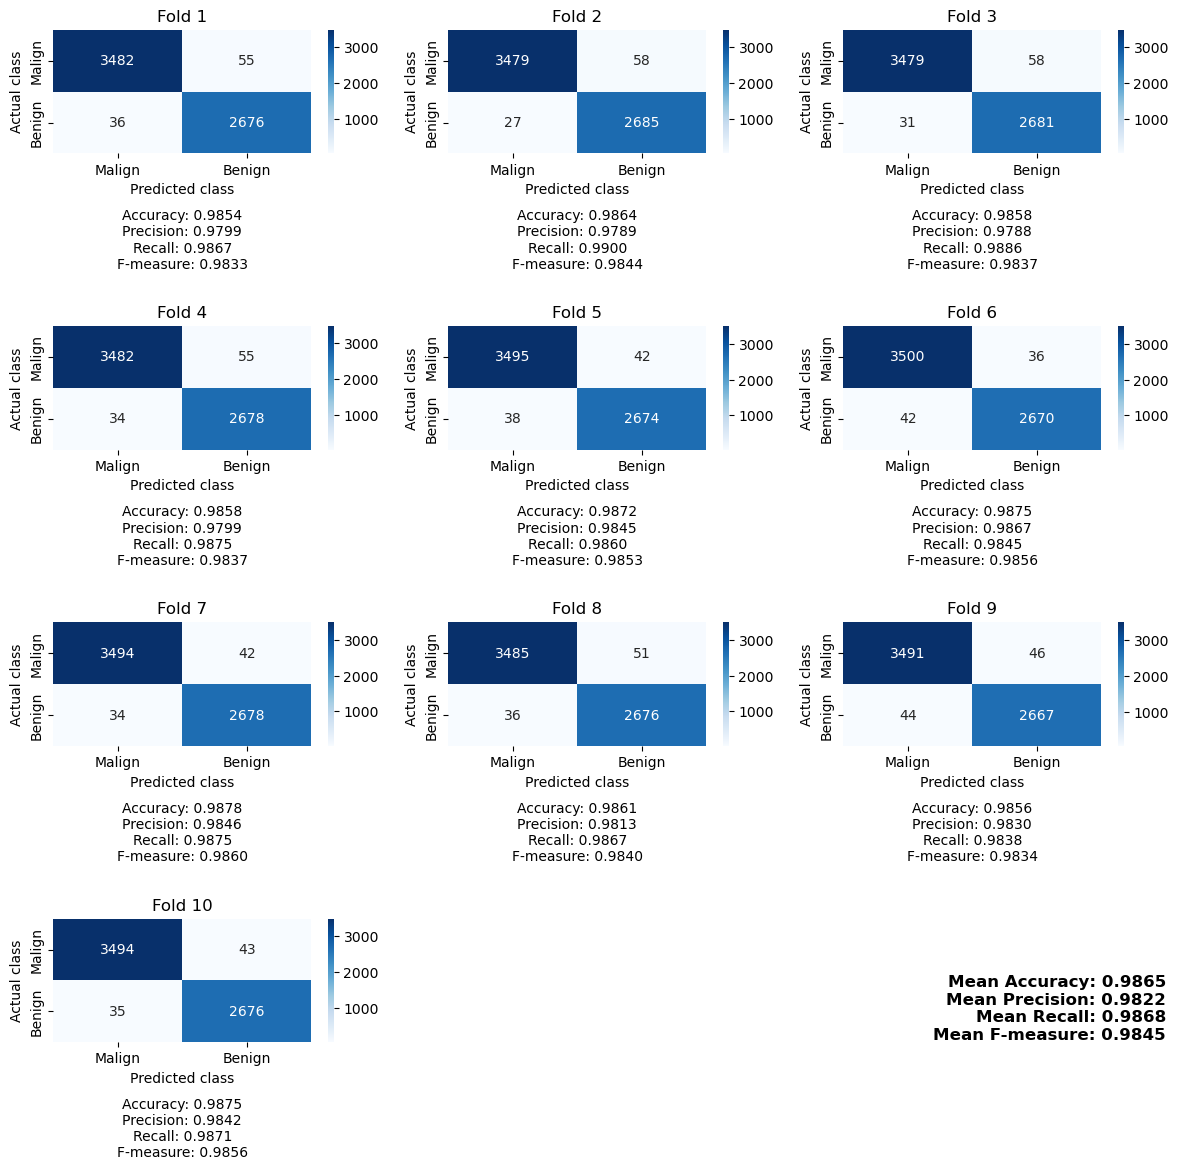 Fold 1
Actual class
Malign
Benign
3482 55
36 2676
3000
2000
1000
Malign Benign
Predicted class
Accuracy: 0.9854
Precision: 0.9799
Recall: 0.9867
F-measure: 0.9833
Fold 2
Actual class
Malign
Benign
3479 58
27 2685
3000
2000
1000
Malign Benign
Predicted class
Accuracy: 0.9864
Precision: 0.9789
Recall: 0.9900
F-measure: 0.9844
Fold 3
Actual class
Malign
Benign
3479 58
31 2681
3000
2000
1000
Malign Benign
Predicted class
Accuracy: 0.9858
Precision: 0.9788
Recall: 0.9886
F-measure: 0.9837
Fold 4
Actual class
Malign
Benign
3482 55
34 2678
3000
2000
1000
Malign Benign
Predicted class
Accuracy: 0.9858
Precision: 0.9799
Recall: 0.9875
F-measure: 0.9837
Fold 5
Actual class
Malign
Benign
3495 42
38 2674
3000
2000
1000
Malign Benign
Predicted class
Accuracy: 0.9872
Precision: 0.9845
Recall: 0.9860
F-measure: 0.9853
Fold 6
Actual class
Malign
Benign
3500 36
42 2670
3000
2000
1000
Malign Benign
Predicted class
Accuracy: 0.9875
Precision: 0.9867
Recall: 0.9845
F-measure: 0.9856
Fold 7
Actual class
Malign
Benign
3494 42
34 2678
3000
2000
1000
Malign Benign
Predicted class
Accuracy: 0.9878
Precision: 0.9846
Recall: 0.9875
F-measure: 0.9860
Fold 8
Actual class
Malign
Benign
3485 51
36 2676
3000
2000
1000
Malign Benign
Predicted class
Accuracy: 0.9861
Precision: 0.9813
Recall: 0.9867
F-measure: 0.9840
Fold 9
Actual class
Malign
Benign
3491 46
44 2667
3000
2000
1000
Malign Benign
Predicted class
Accuracy: 0.9856
Precision: 0.9830
Recall: 0.9838
F-measure: 0.9834
Fold 10
Actual class
Malign
Benign
3494 43
35 2676
3000
2000
1000
Malign Benign
Predicted class
Accuracy: 0.9875
Precision: 0.9842
Recall: 0.9871
F-measure: 0.9856
Mean Accuracy: 0.9865
Mean Precision: 0.9822
Mean Recall: 0.9868
Mean F-measure: 0.9845